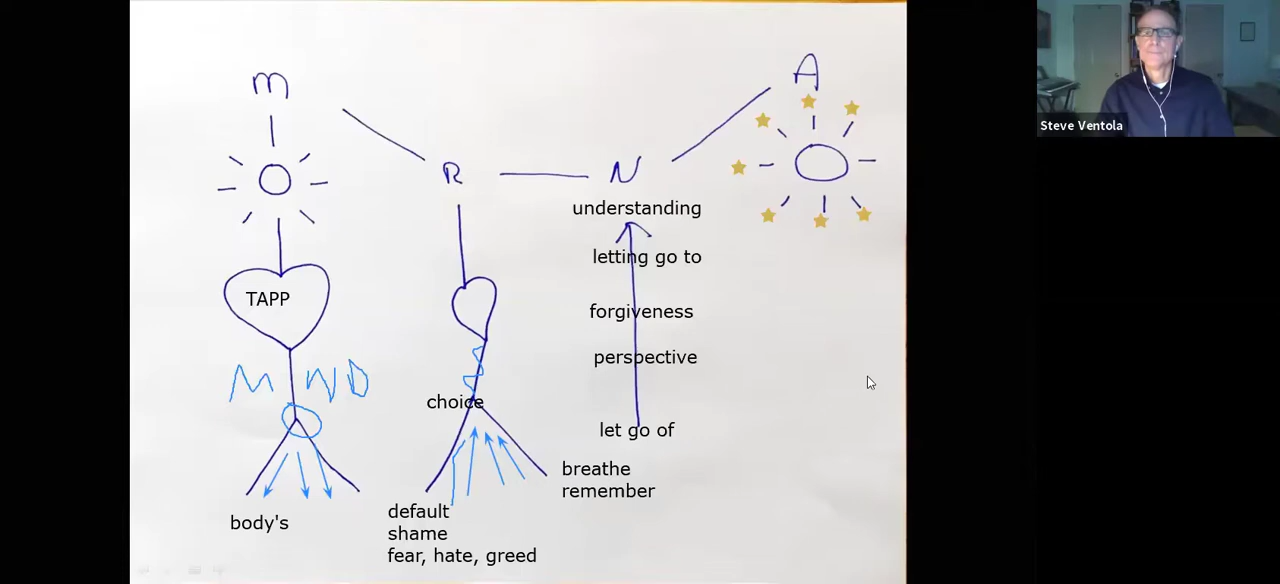 M
A
R
N
understanding
letting go to
TAPP
forgiveness
perspective
M ND
choice
let go of
breathe
remember
body's
default
shame
fear, hate, greed
Steve Ventola